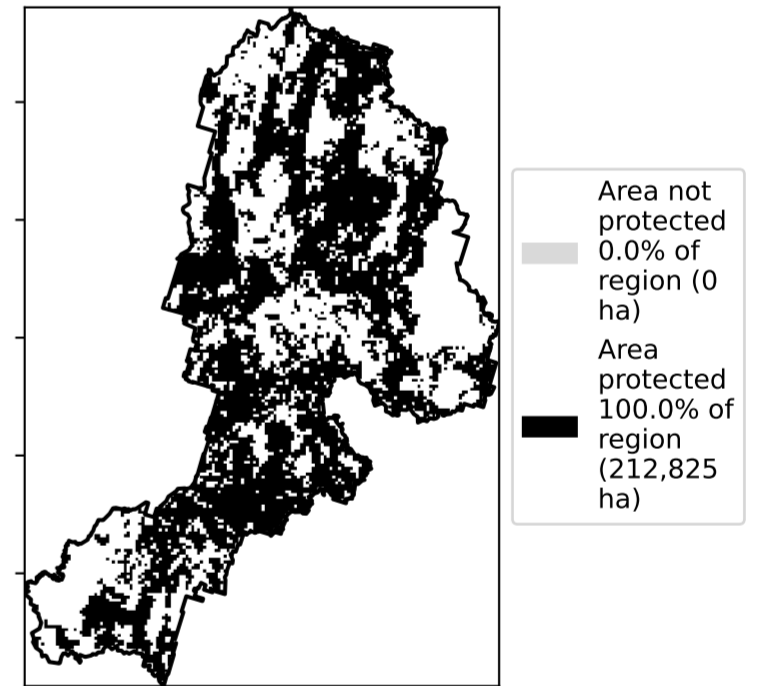 Area not
protected
0.0% of
region (0
ha)
Area
protected
100.0% of
region
(212,825
ha)